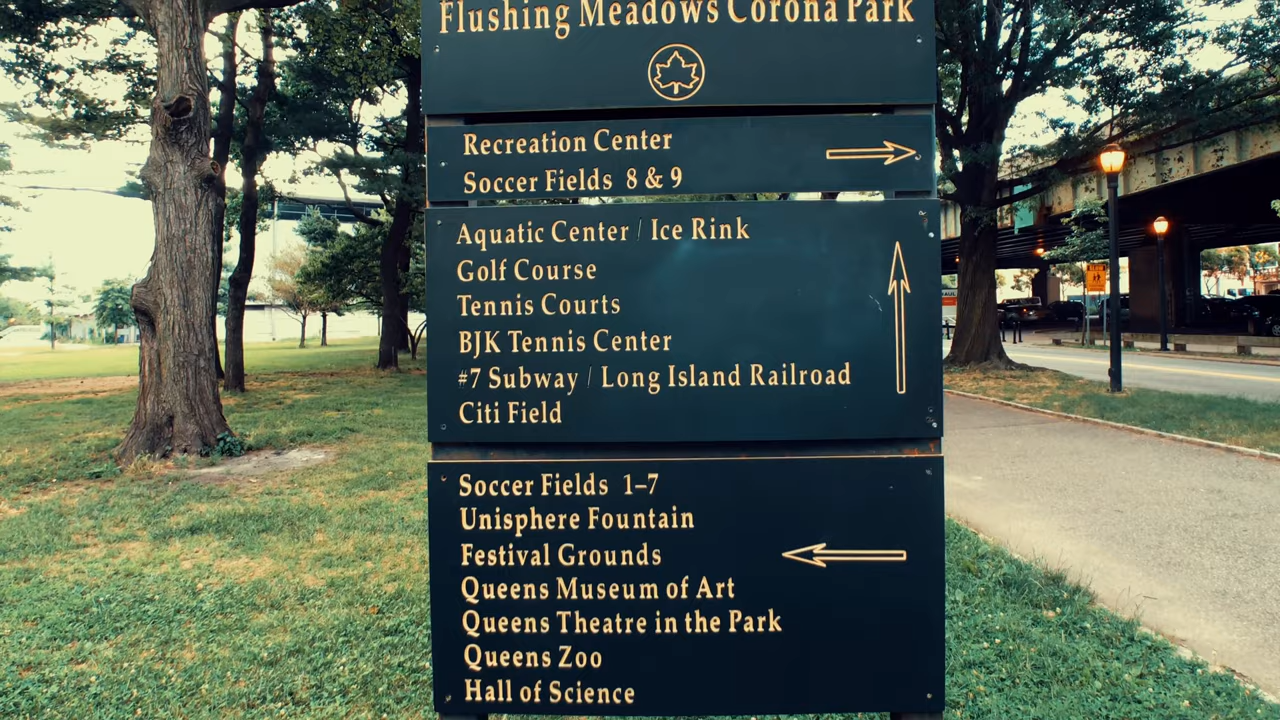 Flushing Meadows Corona Park
Recreation Center
Soccer Fields 8 & 9
Aquatic Center / Ice Rink
Golf Course
Tennis Courts
BJK Tennis Center
#7 Subway / Long Island Railroad
Citi Field
Soccer Fields 1–7
Unisphere Fountain
Festival Grounds
Queens Museum of Art
Queens Theatre in the Park
Queens Zoo
Hall of Science